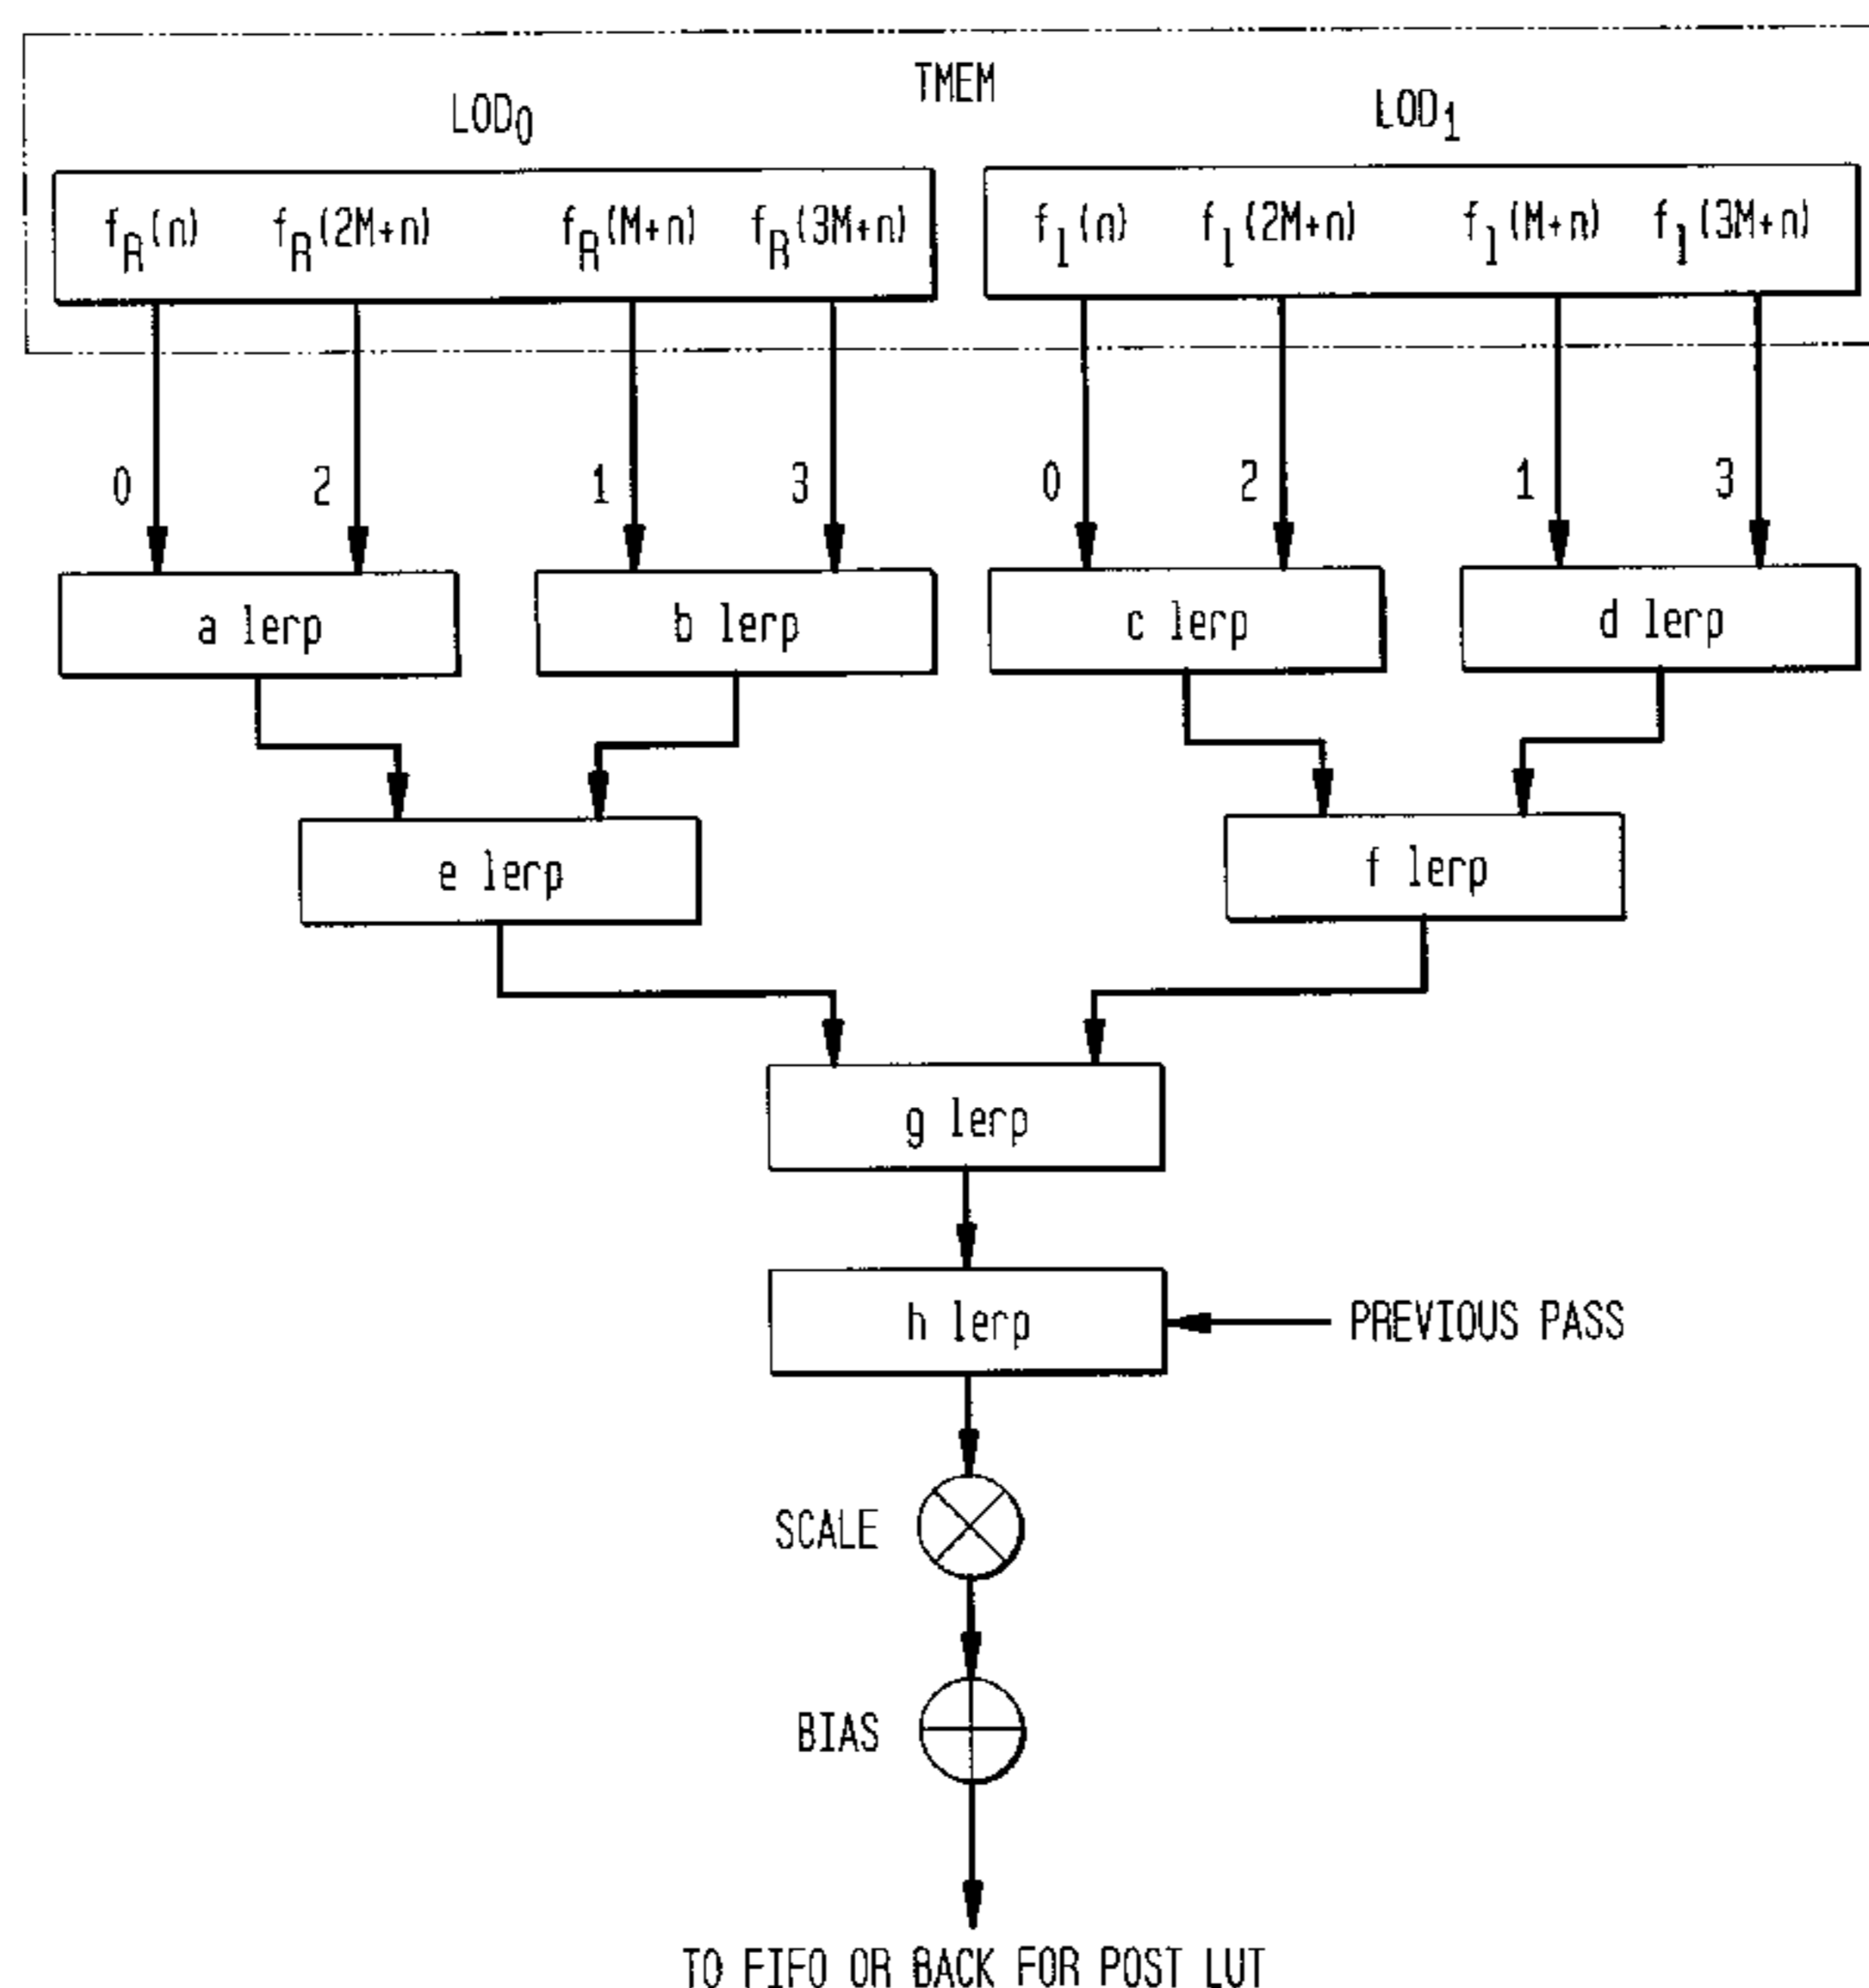 TMEM
LOD0 LOD1
fR(n) fR(2M+n) fR(M+n) fR(3M+n) f1(n) f1(2M+n) f1(M+n) f1(3M+n)
0 2 1 3 0 2 1 3
a lerp b lerp c lerp d lerp
e lerp f lerp
g lerp
h lerp PREVIOUS PASS
SCALE
BIAS
TO FIFO OR BACK FOR POST LUT